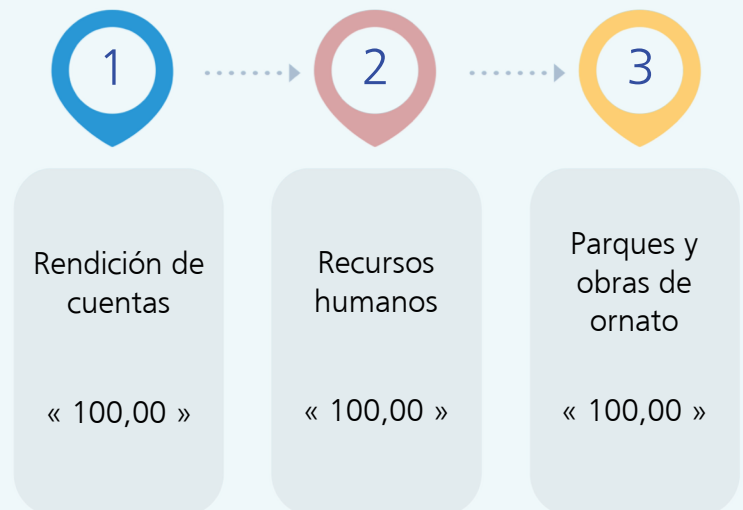 1
2
3
Rendición de
cuentas
« 100,00 »
Recursos
humanos
« 100,00 »
Parques y
obras de
ornato
« 100,00 »